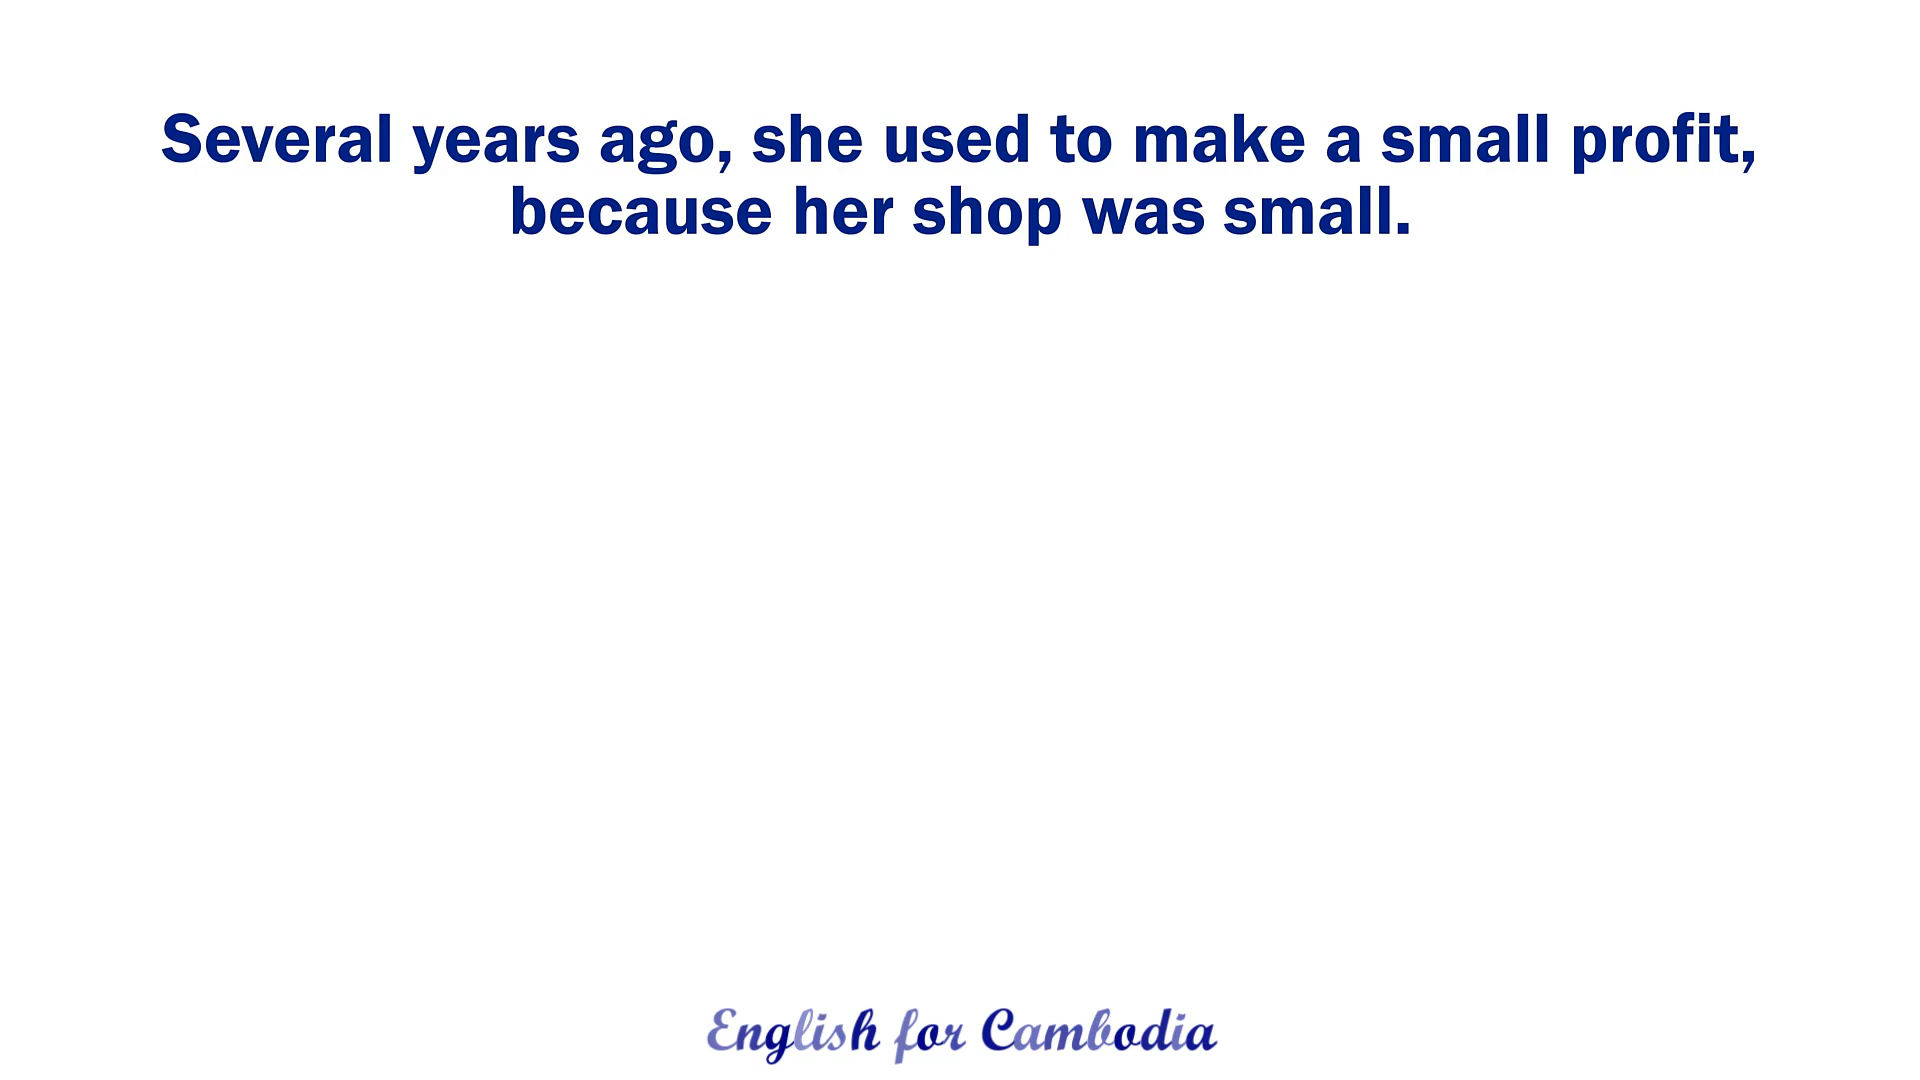 Several years ago, she used to make a small profit,
because her shop was small.
English for Cambodia